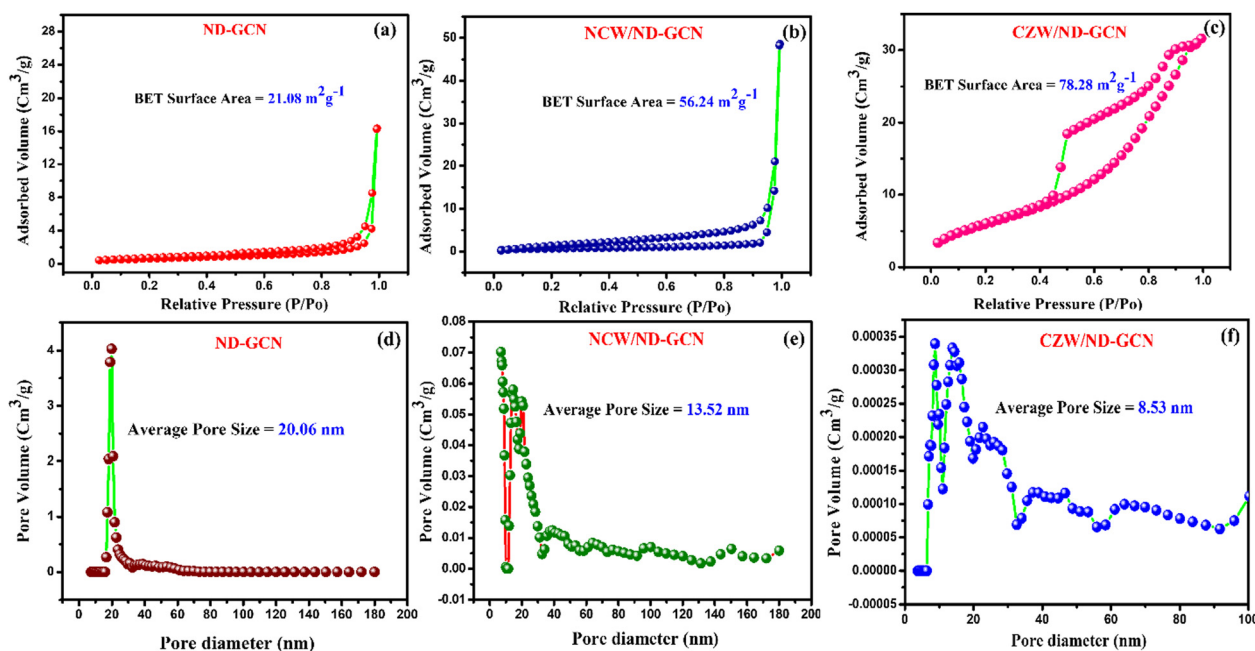 ND-GCN
(a)
BET Surface Area = 21.08 m²g⁻¹
Adsorbed Volume (Cm³/g)
28
24
20
16
12
8
4
0
0.0 0.2 0.4 0.6 0.8 1.0
Relative Pressure (P/Po)
NCW/ND-GCN
(b)
BET Surface Area = 56.24 m²g⁻¹
Adsorbed Volume (Cm³/g)
50
40
30
20
10
0
0.0 0.2 0.4 0.6 0.8 1.0
Relative Pressure (P/Po)
CZW/ND-GCN
(c)
BET Surface Area = 78.28 m²g⁻¹
Adsorbed Volume (Cm³/g)
30
20
10
0
0.0 0.2 0.4 0.6 0.8 1.0
Relative Pressure (P/Po)
ND-GCN
(d)
Average Pore Size = 20.06 nm
Pore Volume (Cm³/g)
4
3
2
1
0
0 20 40 60 80 100 120 140 160 180 200
Pore diameter (nm)
NCW/ND-GCN
(e)
Average Pore Size = 13.52 nm
Pore Volume (Cm³/g)
0.08
0.07
0.06
0.05
0.04
0.03
0.02
0.01
0.00
-0.01
0 20 40 60 80 100 120 140 160 180 200
Pore diameter (nm)
CZW/ND-GCN
(f)
Average Pore Size = 8.53 nm
Pore Volume (Cm³/g)
0.00035
0.00030
0.00025
0.00020
0.00015
0.00010
0.00005
0.00000
-0.00005
0 20 40 60 80 100
Pore diameter (nm)